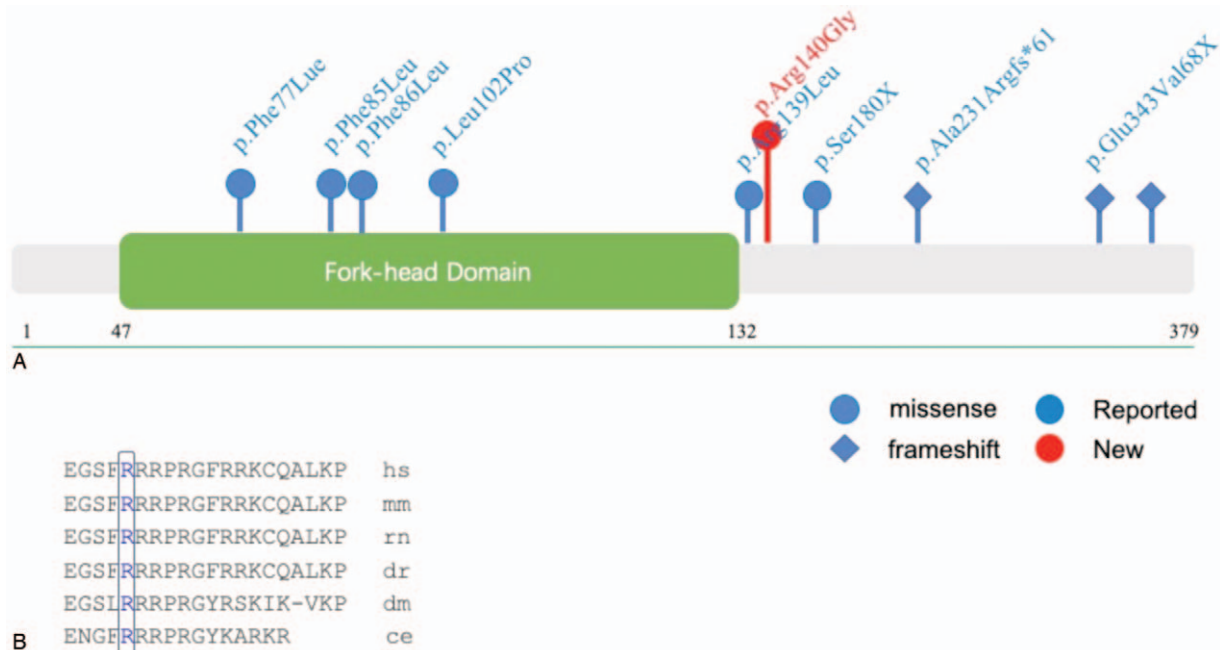 p.Phe77Lue
p.Phe85Leu
p.Phe86Leu
p.Leu102Pro
p.Arg139Leu
p.Arg140Gly
p.Ser180X
p.Ala231Argfs*61
p.Glu343Val68X
Fork-head Domain
1 47 132 379
A
missense Reported
frameshift New
EGSFRRRPRGFRRKCQALKP hs
EGSFRRRPRGFRRKCQALKP mm
EGSFRRRPRGFRRKCQALKP rn
EGSFRRRPRGFRRKCQALKP dr
EGSLRRRPRGYRSKIK-VKP dm
ENGFRRRPRGYKARKR ce
B